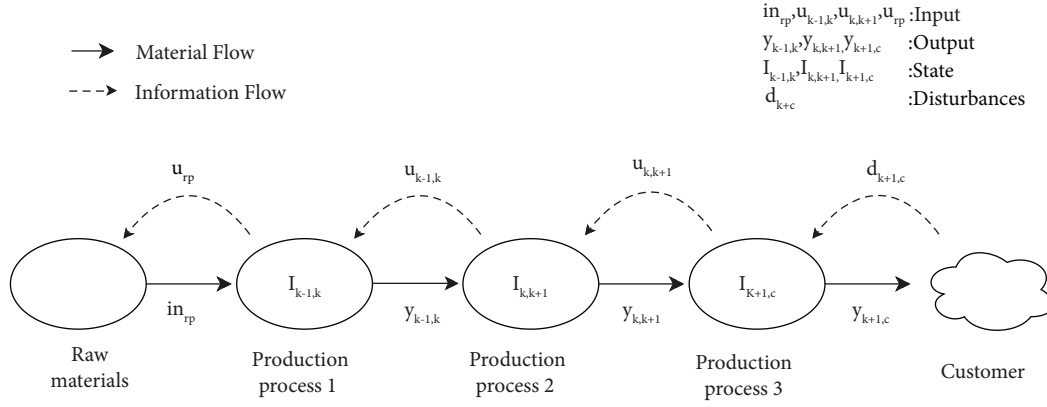 in_rp,u_k-1,k,u_k,k+1,u_rp :Input
Material Flow
y_k-1,k,y_k,k+1,y_k+1,c :Output
I_k-1,k,I_k,k+1,I_k+1,c :State
Information Flow
d_k+c :Disturbances
u_rp
u_k-1,k
u_k,k+1
d_k+1,c
I_k-1,k
I_k,k+1
I_K+1,c
in_rp
y_k-1,k
y_k,k+1
y_k+1,c
Raw
materials
Production
process 1
Production
process 2
Production
process 3
Customer